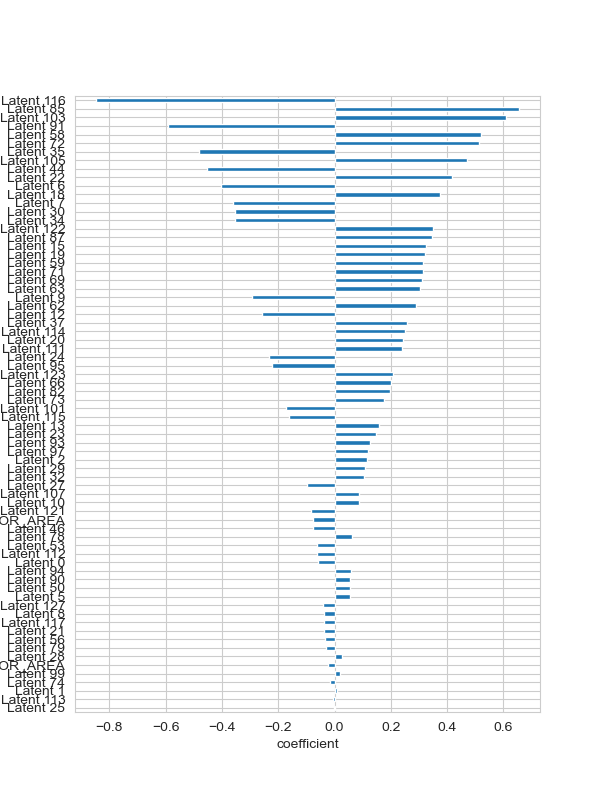 Latent 116
Latent 85
Latent 103
Latent 91
Latent 58
Latent 72
Latent 35
Latent 105
Latent 44
Latent 22
Latent 6
Latent 18
Latent 7
Latent 30
Latent 34
Latent 122
Latent 87
Latent 15
Latent 19
Latent 59
Latent 71
Latent 69
Latent 63
Latent 9
Latent 62
Latent 12
Latent 37
Latent 114
Latent 20
Latent 111
Latent 24
Latent 95
Latent 123
Latent 66
Latent 82
Latent 73
Latent 101
Latent 115
Latent 13
Latent 23
Latent 93
Latent 97
Latent 2
Latent 29
Latent 32
Latent 27
Latent 107
Latent 10
Latent 121
OR_AREA
Latent 46
Latent 78
Latent 53
Latent 112
Latent 0
Latent 94
Latent 90
Latent 50
Latent 5
Latent 127
Latent 8
Latent 117
Latent 21
Latent 56
Latent 79
Latent 28
OR_AREA
Latent 99
Latent 74
Latent 1
Latent 113
Latent 25
−0.8 −0.6 −0.4 −0.2 0.0 0.2 0.4 0.6
coefficient